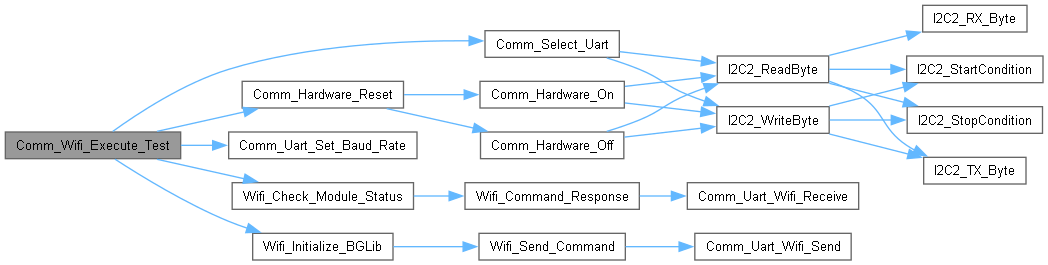 Comm_Wifi_Execute_Test
Comm_Select_Uart
Comm_Hardware_Reset
Comm_Uart_Set_Baud_Rate
Wifi_Check_Module_Status
Wifi_Initialize_BGLib
Comm_Hardware_On
Comm_Hardware_Off
Wifi_Command_Response
Wifi_Send_Command
I2C2_ReadByte
I2C2_WriteByte
Comm_Uart_Wifi_Receive
Comm_Uart_Wifi_Send
I2C2_RX_Byte
I2C2_StartCondition
I2C2_StopCondition
I2C2_TX_Byte